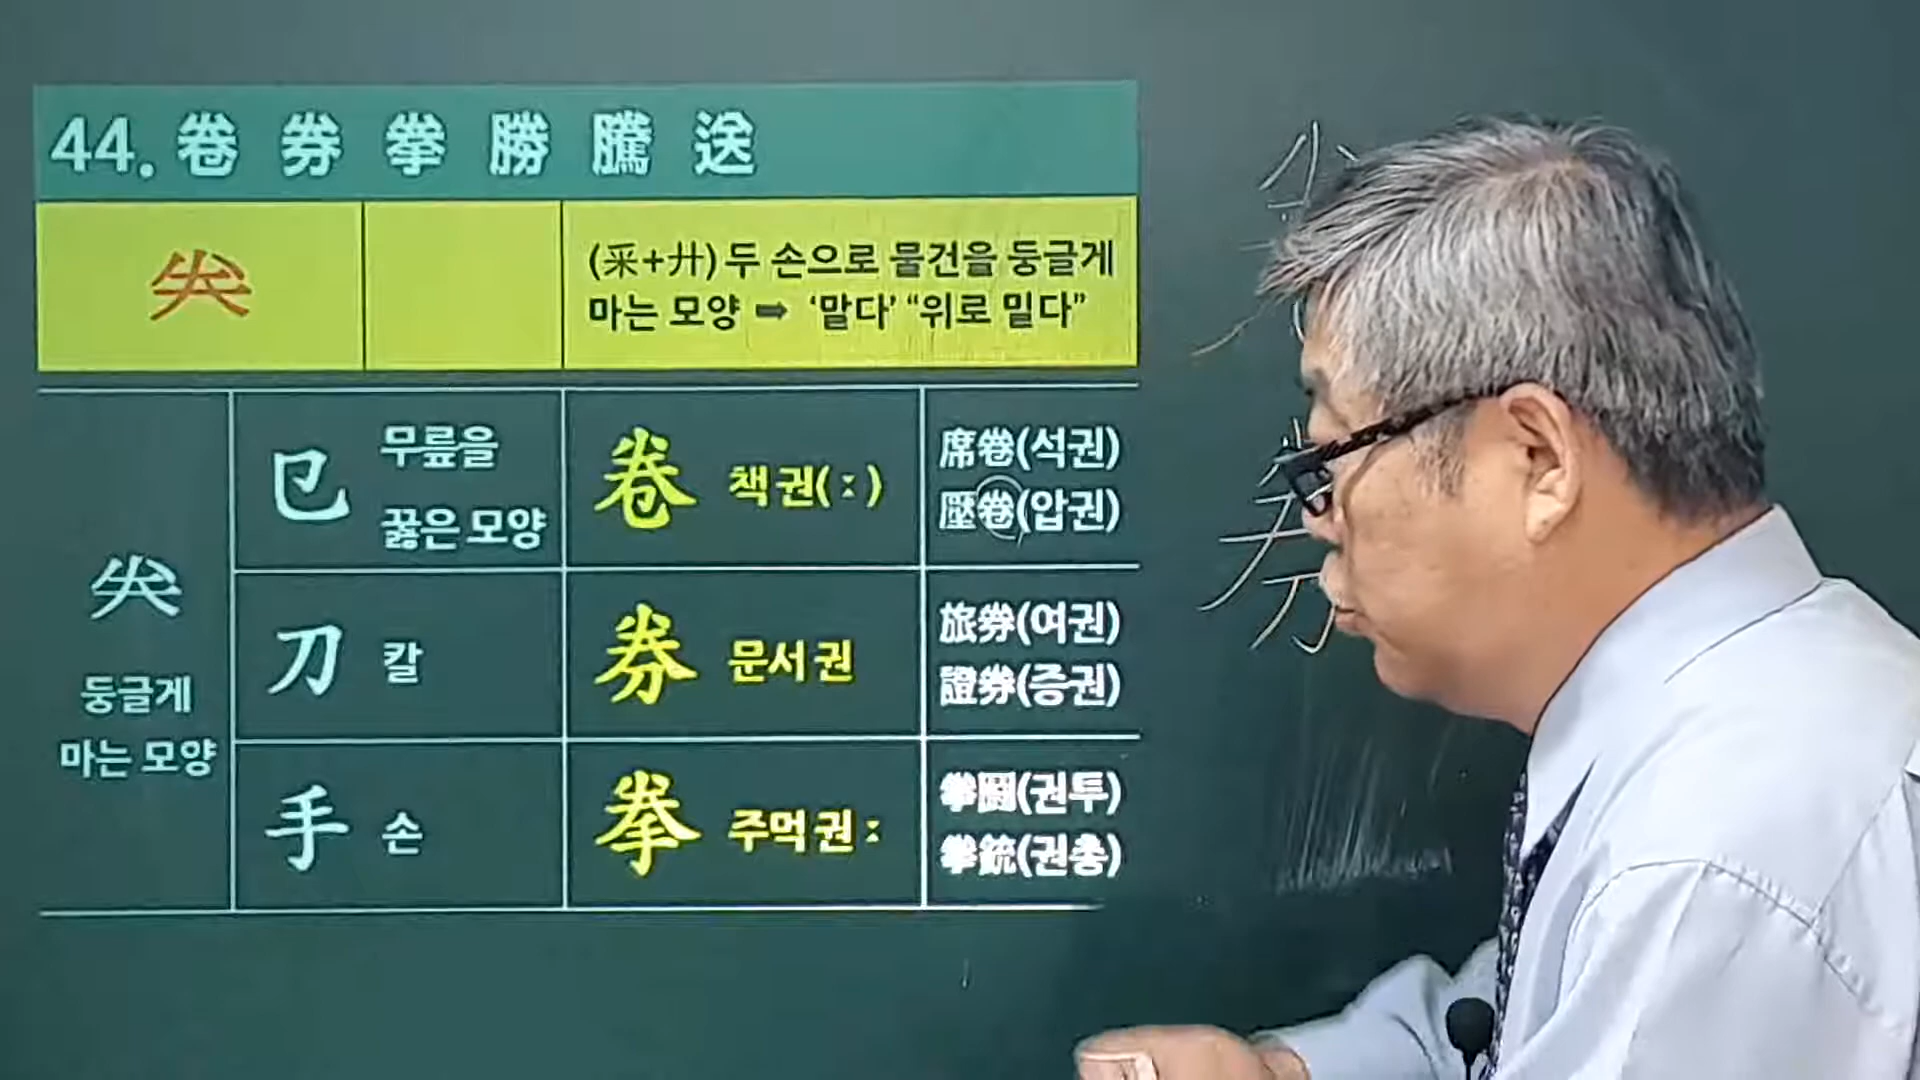 44. 卷 券 拳 勝 騰 送
龹
(釆+廾) 두 손으로 물건을 둥글게
마는 모양 ➡ ‘말다’ “위로 밀다”
龹
둥글게
마는 모양
㔾 무릎을
꿇은 모양
卷 책 권(:)
席卷(석권)
壓卷(압권)
刀 칼
券 문서 권
旅券(여권)
證券(증권)
手 손
拳 주먹 권:
拳鬪(권투)
拳銃(권총)